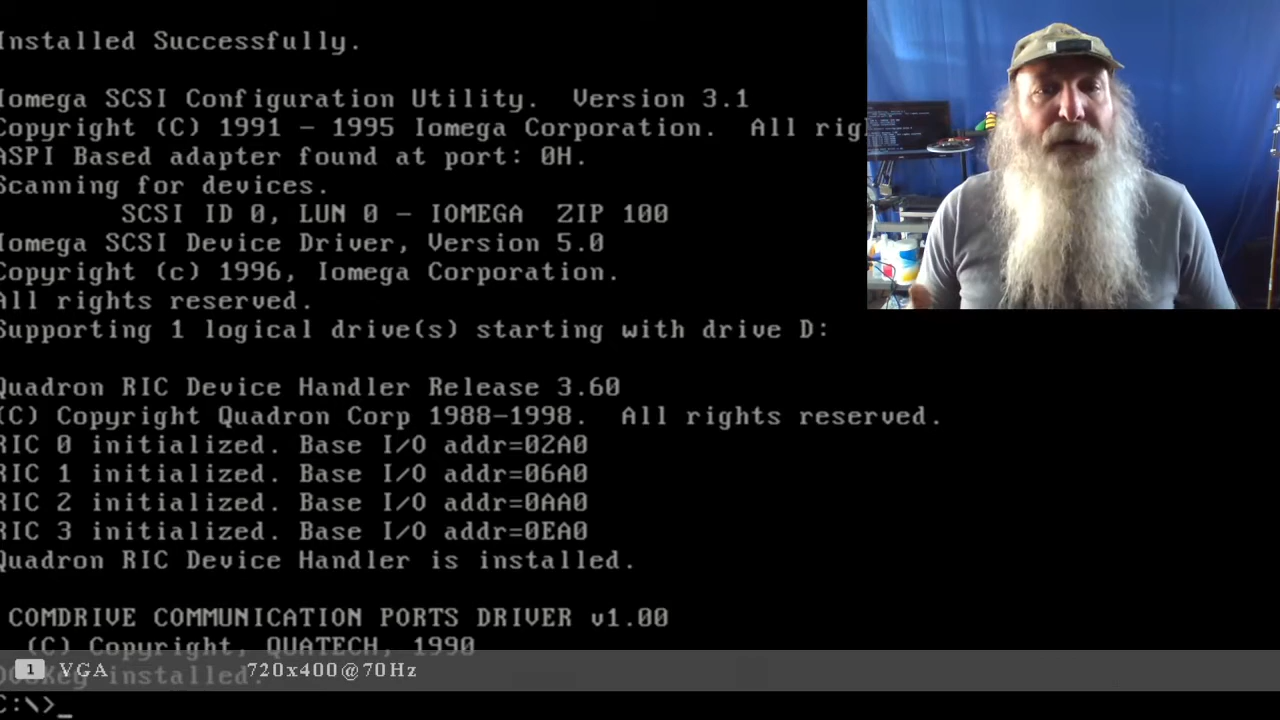 Installed Successfully.
Iomega SCSI Configuration Utility.  Version 3.1
Copyright (C) 1991 - 1995 Iomega Corporation.  All rig
ASPI Based adapter found at port: 0H.
Scanning for devices.
SCSI ID 0, LUN 0 - IOMEGA  ZIP 100
Iomega SCSI Device Driver, Version 5.0
Copyright (c) 1996, Iomega Corporation.
All rights reserved.
Supporting 1 logical drive(s) starting with drive D:
Quadron RIC Device Handler Release 3.60
(C) Copyright Quadron Corp 1988-1998.  All rights reserved.
RIC 0 initialized. Base I/O addr=02A0
RIC 1 initialized. Base I/O addr=06A0
RIC 2 initialized. Base I/O addr=0AA0
RIC 3 initialized. Base I/O addr=0EA0
Quadron RIC Device Handler is installed.
COMDRIVE COMMUNICATION PORTS DRIVER v1.00
(C) Copyright, QUATECH, 1990
1 VGA 720x400@70Hz
installed.
C:\>_